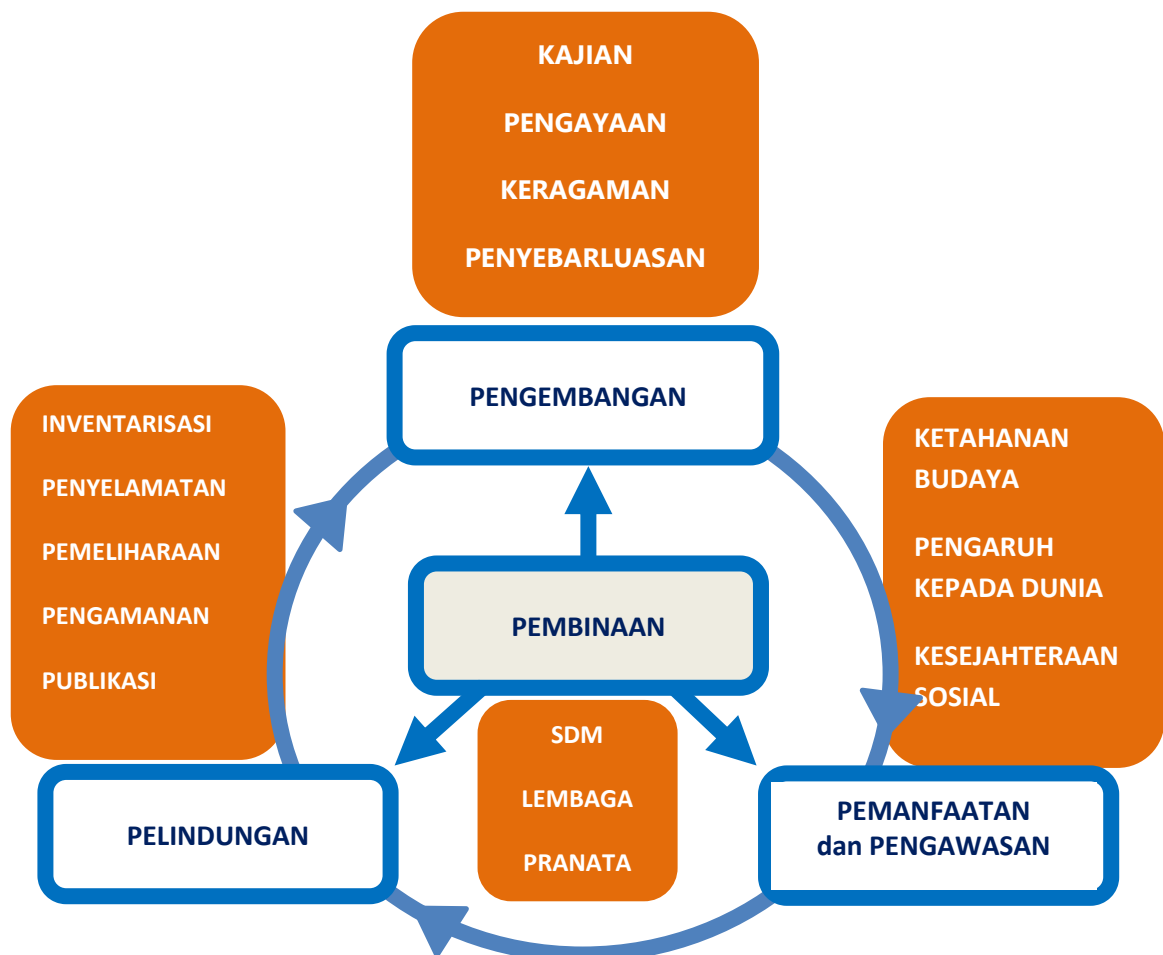 KAJIAN
PENGAYAAN
KERAGAMAN
PENYEBARLUASAN
PENGEMBANGAN
INVENTARISASI
PENYELAMATAN
PEMELIHARAAN
PENGAMANAN
PUBLIKASI
KETAHANAN
BUDAYA
PENGARUH
KEPADA DUNIA
KESEJAHTERAAN
SOSIAL
PEMBINAAN
SDM
LEMBAGA
PRANATA
PELINDUNGAN
PEMANFAATAN
dan PENGAWASAN